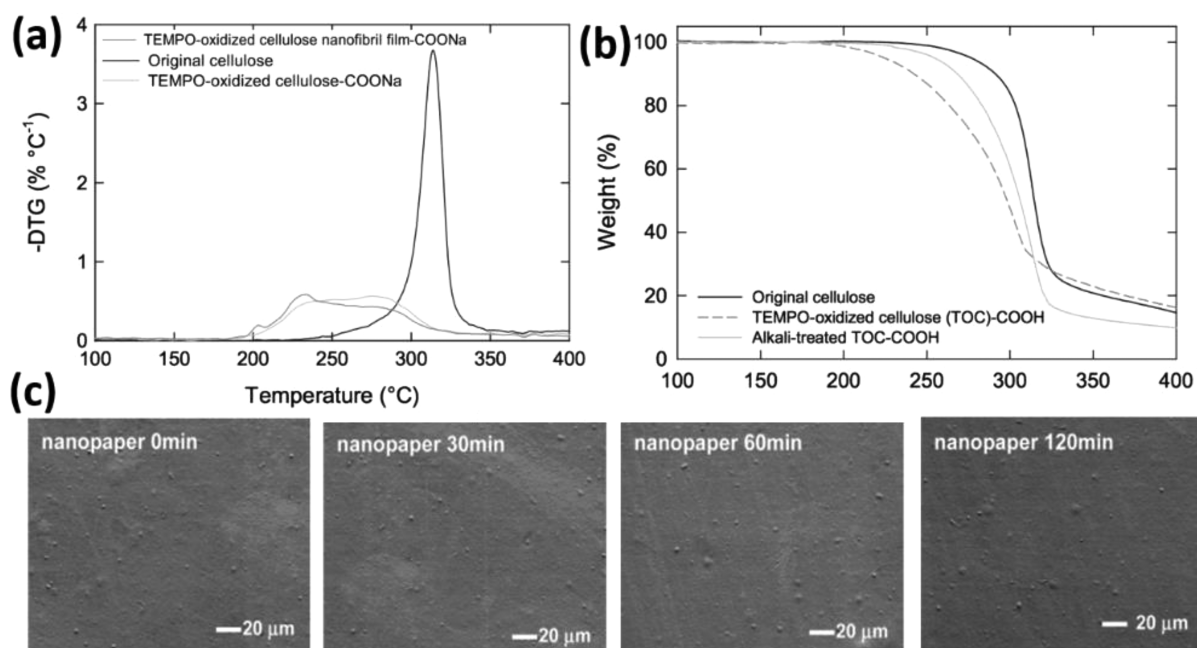 (a)
4
3
2
1
0
-DTG (% °C⁻¹)
TEMPO-oxidized cellulose nanofibril film-COONa
Original cellulose
TEMPO-oxidized cellulose-COONa
100 150 200 250 300 350 400
Temperature (°C)
(b)
100
80
60
40
20
0
Weight (%)
Original cellulose
TEMPO-oxidized cellulose (TOC)-COOH
Alkali-treated TOC-COOH
100 150 200 250 300 350 400
(c)
nanopaper 0min
20 μm
nanopaper 30min
20 μm
nanopaper 60min
20 μm
nanopaper 120min
20 μm